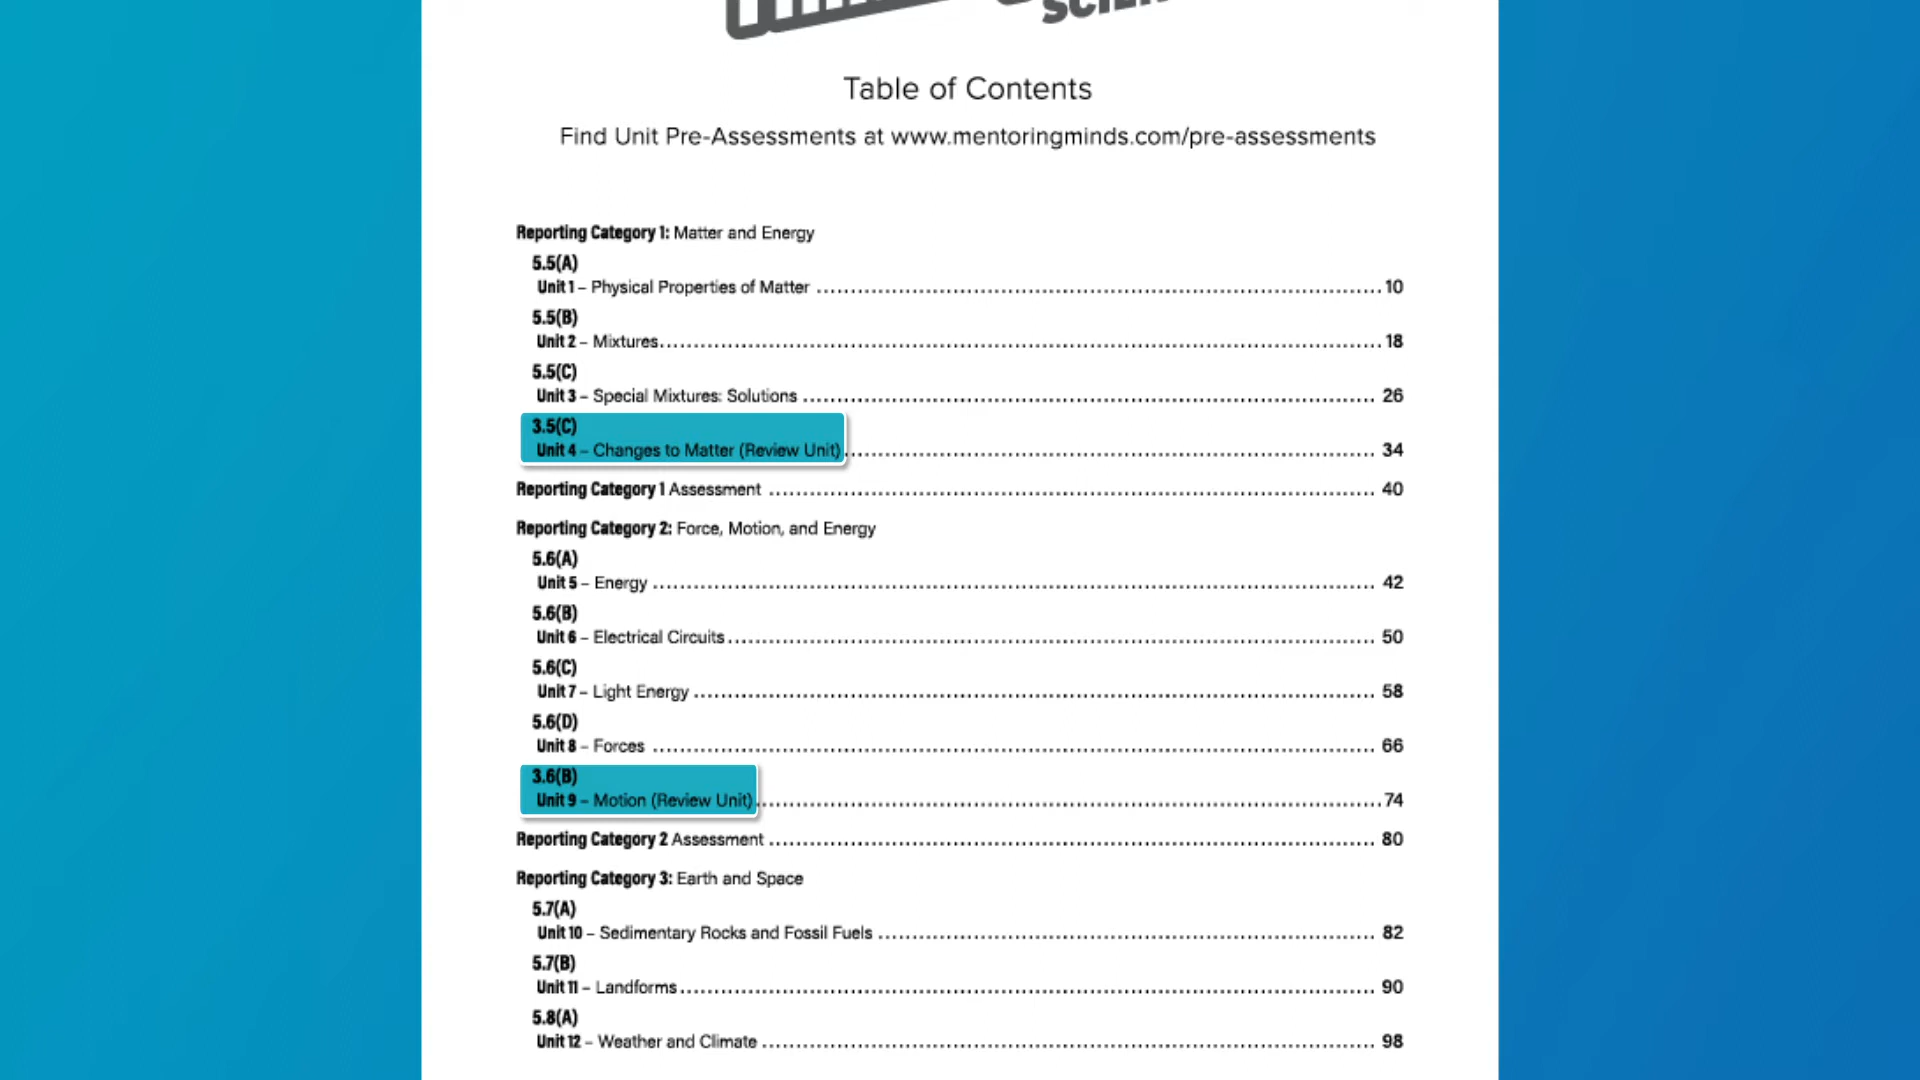 Table of Contents
Find Unit Pre-Assessments at www.mentoringminds.com/pre-assessments
Reporting Category 1: Matter and Energy
5.5(A)
Unit 1 – Physical Properties of Matter ........ 10
5.5(B)
Unit 2 – Mixtures ........ 18
5.5(C)
Unit 3 – Special Mixtures: Solutions ........ 26
3.5(C)
Unit 4 – Changes to Matter (Review Unit) ........ 34
Reporting Category 1 Assessment ........ 40
Reporting Category 2: Force, Motion, and Energy
5.6(A)
Unit 5 – Energy ........ 42
5.6(B)
Unit 6 – Electrical Circuits ........ 50
5.6(C)
Unit 7 – Light Energy ........ 58
5.6(D)
Unit 8 – Forces ........ 66
3.6(B)
Unit 9 – Motion (Review Unit) ........ 74
Reporting Category 2 Assessment ........ 80
Reporting Category 3: Earth and Space
5.7(A)
Unit 10 – Sedimentary Rocks and Fossil Fuels ........ 82
5.7(B)
Unit 11 – Landforms ........ 90
5.8(A)
Unit 12 – Weather and Climate ........ 98